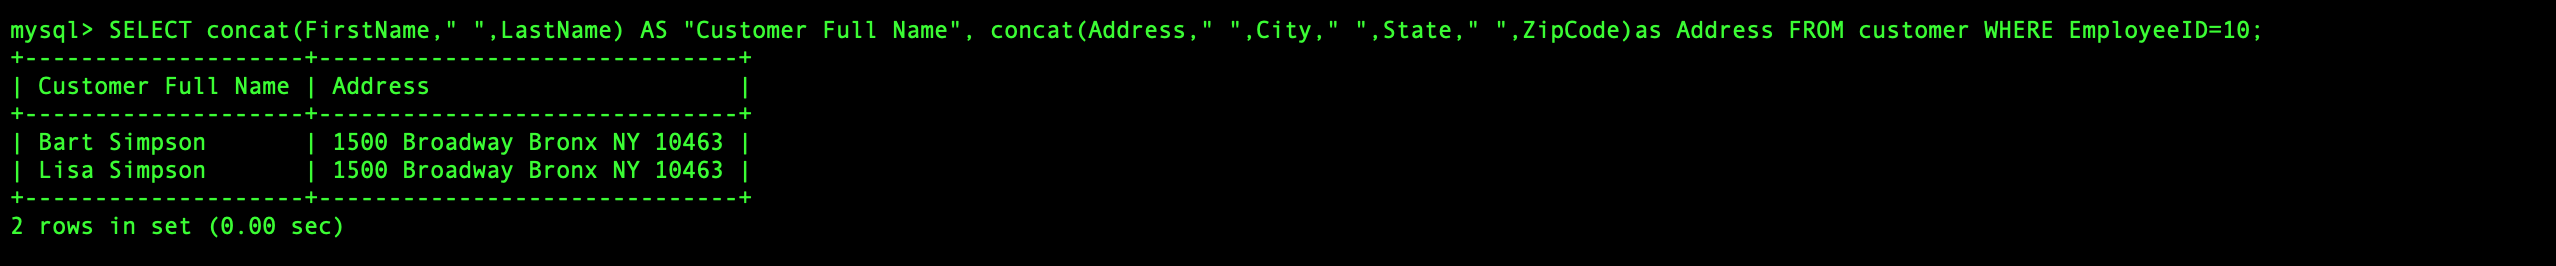 mysql> SELECT concat(FirstName," ",LastName) AS "Customer Full Name", concat(Address," ",City," ",State," ",ZipCode)as Address FROM customer WHERE EmployeeID=10;
+--------------------+------------------------------+
| Customer Full Name | Address                      |
+--------------------+------------------------------+
| Bart Simpson       | 1500 Broadway Bronx NY 10463 |
| Lisa Simpson       | 1500 Broadway Bronx NY 10463 |
+--------------------+------------------------------+
2 rows in set (0.00 sec)